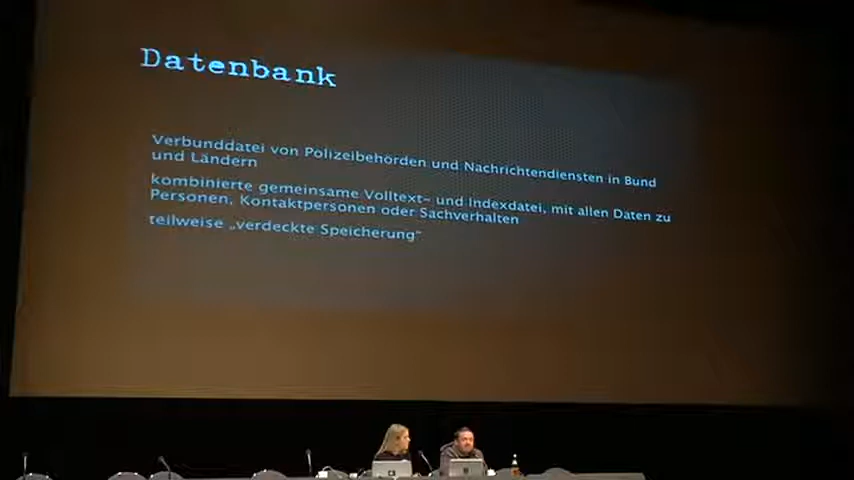 Datenbank
Verbunddatei von Polizeibehörden und Nachrichtendiensten in Bund
und Ländern
kombinierte gemeinsame Volltext- und Indexdatei, mit allen Daten zu
Personen, Kontaktpersonen oder Sachverhalten
teilweise „verdeckte Speicherung“